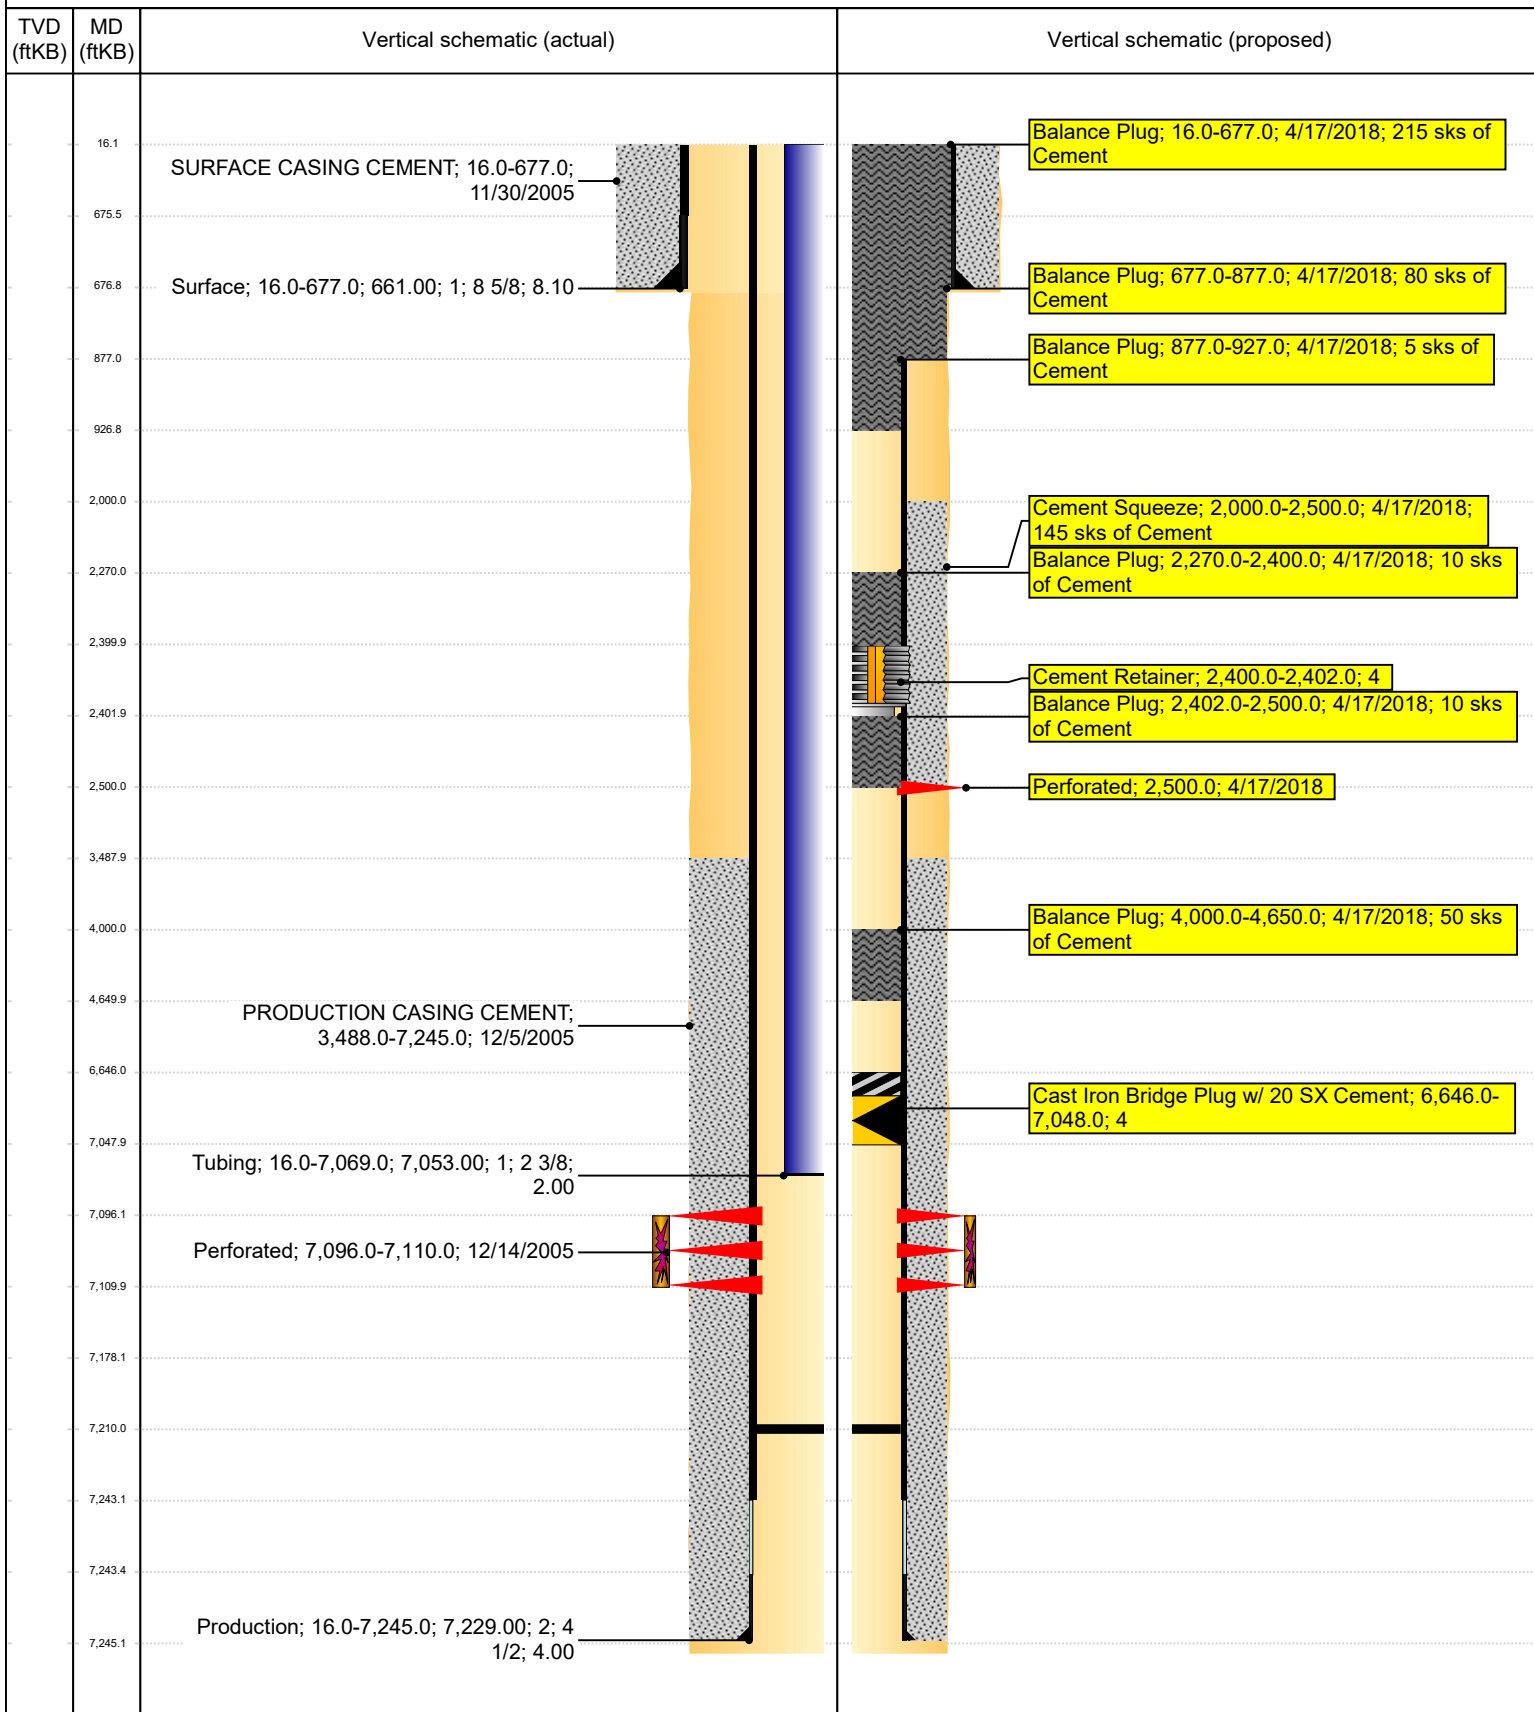 TVD
(ftKB)
MD
(ftKB)
Vertical schematic (actual)
Vertical schematic (proposed)
16.1
675.5
676.8
877.0
926.8
2,000.0
2,270.0
2,399.9
2,401.9
2,500.0
3,487.9
4,000.0
4,649.9
6,646.0
7,047.9
7,096.1
7,109.9
7,178.1
7,210.0
7,243.1
7,243.4
7,245.1
SURFACE CASING CEMENT; 16.0-677.0;
11/30/2005
Surface; 16.0-677.0; 661.00; 1; 8 5/8; 8.10
PRODUCTION CASING CEMENT;
3,488.0-7,245.0; 12/5/2005
Tubing; 16.0-7,069.0; 7,053.00; 1; 2 3/8;
2.00
Perforated; 7,096.0-7,110.0; 12/14/2005
Production; 16.0-7,245.0; 7,229.00; 2; 4
1/2; 4.00
Balance Plug; 16.0-677.0; 4/17/2018; 215 sks of
Cement
Balance Plug; 677.0-877.0; 4/17/2018; 80 sks of
Cement
Balance Plug; 877.0-927.0; 4/17/2018; 5 sks of
Cement
Cement Squeeze; 2,000.0-2,500.0; 4/17/2018;
145 sks of Cement
Balance Plug; 2,270.0-2,400.0; 4/17/2018; 10 sks
of Cement
Cement Retainer; 2,400.0-2,402.0; 4
Balance Plug; 2,402.0-2,500.0; 4/17/2018; 10 sks
of Cement
Perforated; 2,500.0; 4/17/2018
Balance Plug; 4,000.0-4,650.0; 4/17/2018; 50 sks
of Cement
Cast Iron Bridge Plug w/ 20 SX Cement; 6,646.0-
7,048.0; 4